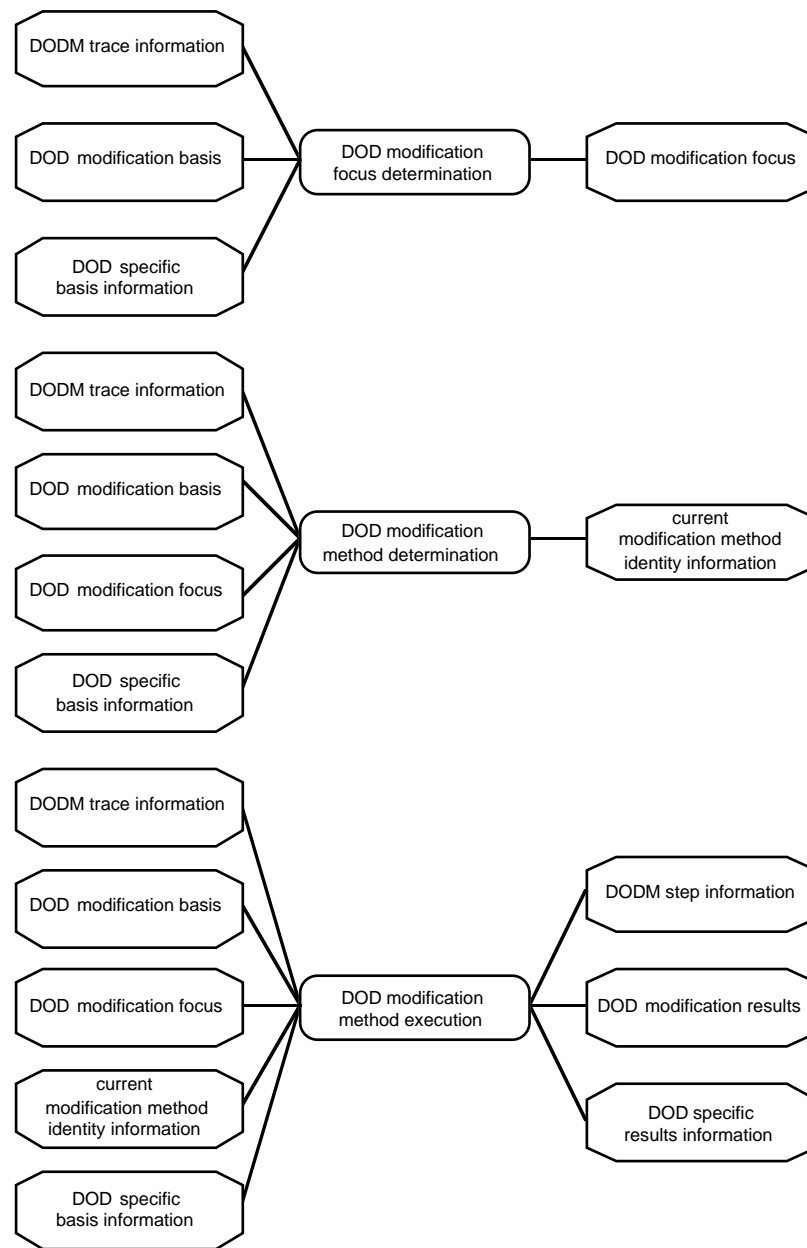 DODM trace information
DOD modification basis
DOD specific
basis information
DOD modification
focus determination
DOD modification focus
DODM trace information
DOD modification basis
DOD modification focus
DOD specific
basis information
DOD modification
method determination
current
modification method
identity information
DODM trace information
DOD modification basis
DOD modification focus
current
modification method
identity information
DOD specific
basis information
DOD modification
method execution
DODM step information
DOD modification results
DOD specific
results information